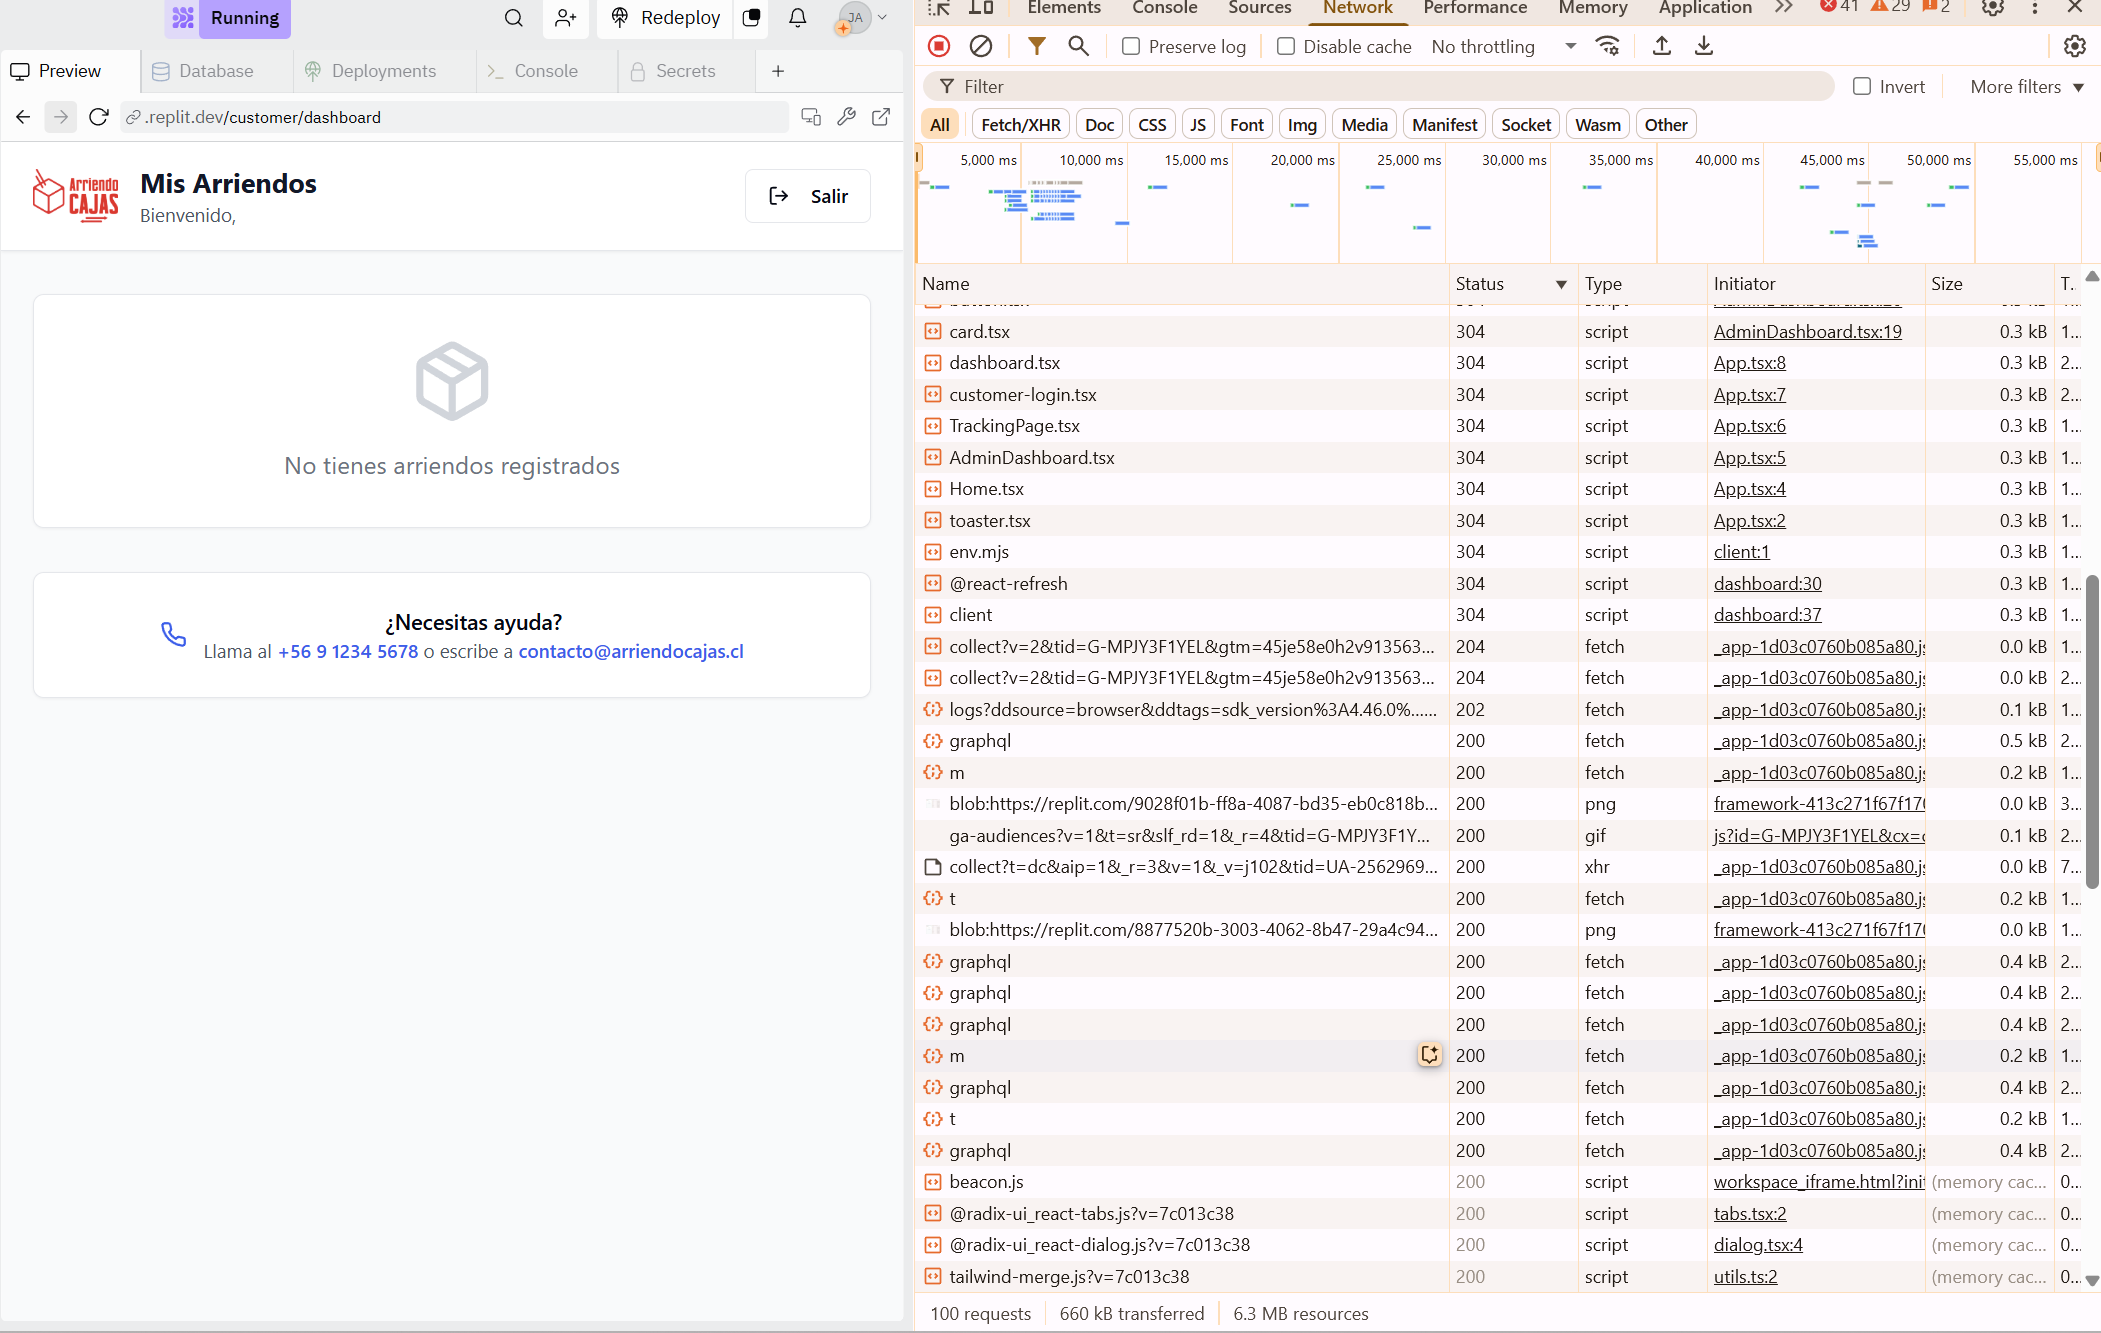 Running
Redeploy
JA
Preview
Database
Deployments
Console
Secrets
.replit.dev/customer/dashboard
Arriendo
CAJAS
Mis Arriendos
Bienvenido,
Salir
No tienes arriendos registrados
¿Necesitas ayuda?
Llama al +56 9 1234 5678 o escribe a contacto@arriendocajas.cl
Elements Console Sources Network Performance Memory Application 41 29 2
Preserve log Disable cache No throttling
Filter Invert More filters
All Fetch/XHR Doc CSS JS Font Img Media Manifest Socket Wasm Other
5,000 ms 10,000 ms 15,000 ms 20,000 ms 25,000 ms 30,000 ms 35,000 ms 40,000 ms 45,000 ms 50,000 ms 55,000 ms
Name Status Type Initiator Size T..
card.tsx 304 script AdminDashboard.tsx:19 0.3 kB 1...
dashboard.tsx 304 script App.tsx:8 0.3 kB 2...
customer-login.tsx 304 script App.tsx:7 0.3 kB 2...
TrackingPage.tsx 304 script App.tsx:6 0.3 kB 1...
AdminDashboard.tsx 304 script App.tsx:5 0.3 kB 1...
Home.tsx 304 script App.tsx:4 0.3 kB 1...
toaster.tsx 304 script App.tsx:2 0.3 kB 1...
env.mjs 304 script client:1 0.3 kB 1...
@react-refresh 304 script dashboard:30 0.3 kB 1...
client 304 script dashboard:37 0.3 kB 1...
collect?v=2&tid=G-MPJY3F1YEL&gtm=45je58e0h2v913563... 204 fetch _app-1d03c0760b085a80.js 0.0 kB 1...
collect?v=2&tid=G-MPJY3F1YEL&gtm=45je58e0h2v913563... 204 fetch _app-1d03c0760b085a80.js 0.0 kB 2...
logs?ddsource=browser&ddtags=sdk_version%3A4.46.0%...... 202 fetch _app-1d03c0760b085a80.js 0.1 kB 1...
graphql 200 fetch _app-1d03c0760b085a80.js 0.5 kB 2...
m 200 fetch _app-1d03c0760b085a80.js 0.2 kB 1...
blob:https://replit.com/9028f01b-ff8a-4087-bd35-eb0c818b... 200 png framework-413c271f67f170 0.0 kB 3...
ga-audiences?v=1&t=sr&slf_rd=1&_r=4&tid=G-MPJY3F1Y... 200 gif js?id=G-MPJY3F1YEL&cx=c 0.1 kB 2...
collect?t=dc&aip=1&_r=3&v=1&_v=j102&tid=UA-2562969... 200 xhr _app-1d03c0760b085a80.js 0.0 kB 7...
t 200 fetch _app-1d03c0760b085a80.js 0.2 kB 1...
blob:https://replit.com/8877520b-3003-4062-8b47-29a4c94... 200 png framework-413c271f67f170 0.0 kB 1...
graphql 200 fetch _app-1d03c0760b085a80.js 0.4 kB 2...
graphql 200 fetch _app-1d03c0760b085a80.js 0.4 kB 2...
graphql 200 fetch _app-1d03c0760b085a80.js 0.4 kB 2...
m 200 fetch _app-1d03c0760b085a80.js 0.2 kB 1...
graphql 200 fetch _app-1d03c0760b085a80.js 0.4 kB 2...
t 200 fetch _app-1d03c0760b085a80.js 0.2 kB 1...
graphql 200 fetch _app-1d03c0760b085a80.js 0.4 kB 2...
beacon.js 200 script workspace_iframe.html?init (memory cac... 0...
@radix-ui_react-tabs.js?v=7c013c38 200 script tabs.tsx:2 (memory cac... 0...
@radix-ui_react-dialog.js?v=7c013c38 200 script dialog.tsx:4 (memory cac... 0...
tailwind-merge.js?v=7c013c38 200 script utils.ts:2 (memory cac... 0...
100 requests 660 kB transferred 6.3 MB resources